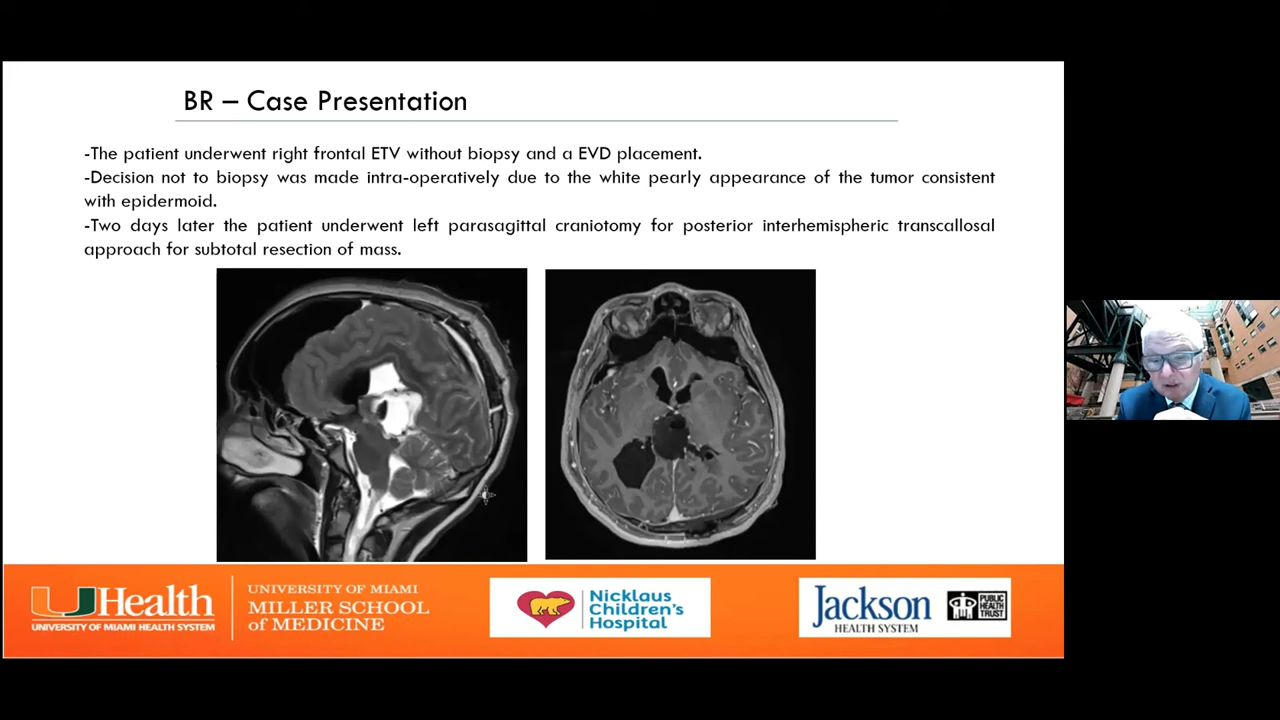 BR – Case Presentation
-The patient underwent right frontal ETV without biopsy and a EVD placement.
-Decision not to biopsy was made intra-operatively due to the white pearly appearance of the tumor consistent
with epidermoid.
-Two days later the patient underwent left parasagittal craniotomy for posterior interhemispheric transcallosal
approach for subtotal resection of mass.
UHealth
UNIVERSITY OF MIAMI HEALTH SYSTEM
UNIVERSITY OF MIAMI
MILLER SCHOOL
of MEDICINE
Nicklaus
Children's
Hospital
Jackson
HEALTH SYSTEM
PUBLIC
HEALTH
TRUST